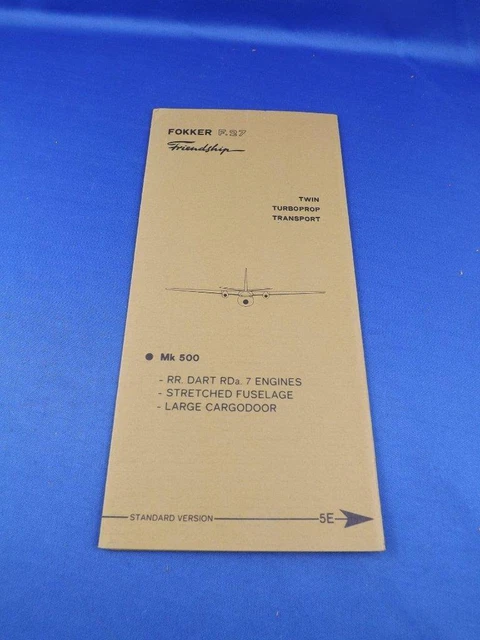 FOKKER F.27
Friendship
TWIN
TURBOPROP
TRANSPORT
● Mk 500
- RR. DART RDa. 7 ENGINES
- STRETCHED FUSELAGE
- LARGE CARGODOOR
STANDARD VERSION 5E